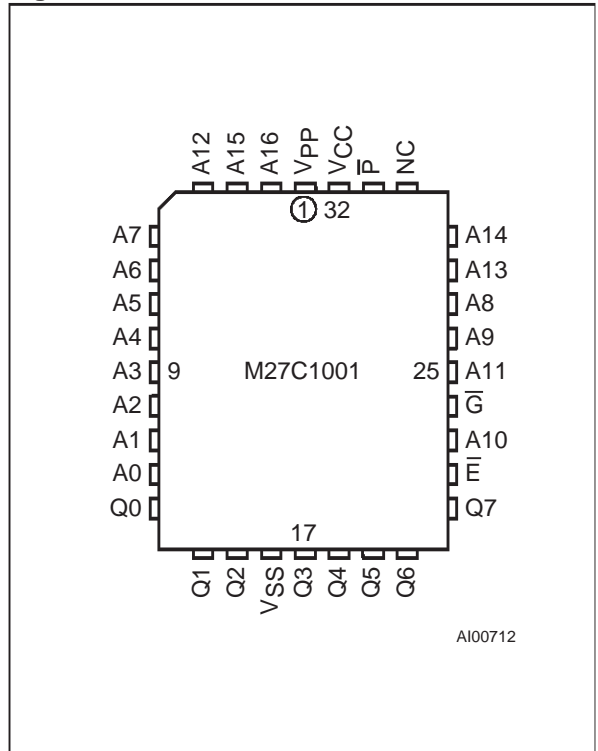 A12 A15 A16 VPP VCC P̅ NC
1 32
A7 A14
A6 A13
A5 A8
A4 A9
A3 9 M27C1001 25 A11
A2 G̅
A1 A10
A0 E̅
Q0 Q7
17
Q1 Q2 VSS Q3 Q4 Q5 Q6
AI00712